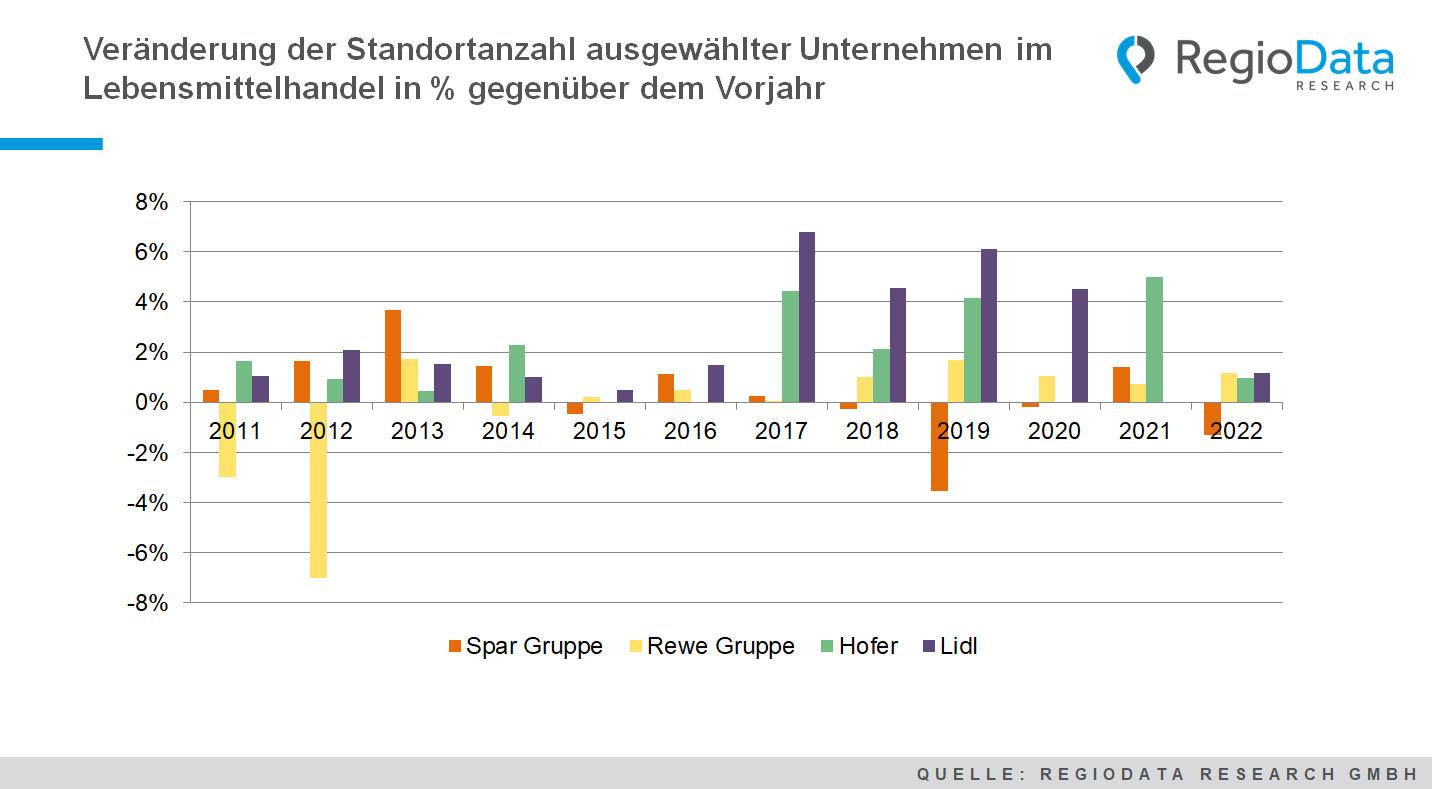 Veränderung der Standortanzahl ausgewählter Unternehmen im
Lebensmittelhandel in % gegenüber dem Vorjahr
RegioData
RESEARCH
8%
6%
4%
2%
0%
-2%
-4%
-6%
-8%
2011 2012 2013 2014 2015 2016 2017 2018 2019 2020 2021 2022
Spar Gruppe Rewe Gruppe Hofer Lidl
QUELLE: REGIODATA RESEARCH GMBH